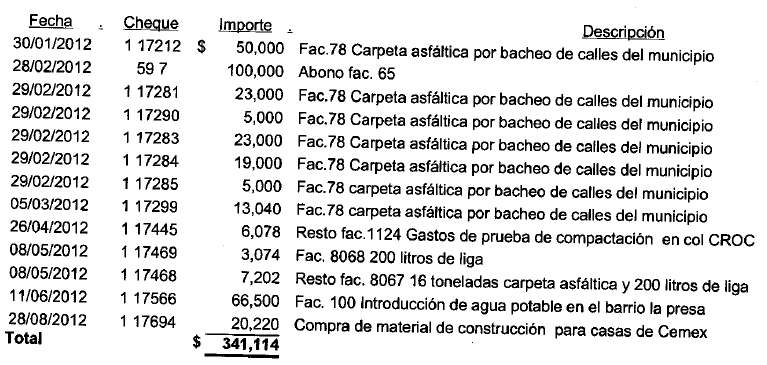 Fecha . Cheque Importe . Descripción
30/01/2012 1 17212 $ 50,000 Fac.78 Carpeta asfáltica por bacheo de calles del municipio
28/02/2012 59 7 100,000 Abono fac. 65
29/02/2012 1 17281 23,000 Fac.78 Carpeta asfáltica por bacheo de calles del municipio
29/02/2012 1 17290 5,000 Fac.78 Carpeta asfáltica por bacheo de calles del municipio
29/02/2012 1 17283 23,000 Fac.78 Carpeta asfáltica por bacheo de calles del municipio
29/02/2012 1 17284 19,000 Fac.78 Carpeta asfáltica por bacheo de calles del municipio
29/02/2012 1 17285 5,000 Fac.78 carpeta asfáltica por bacheo de calles del municipio
05/03/2012 1 17299 13,040 Fac.78 carpeta asfáltica por bacheo de calles del municipio
26/04/2012 1 17445 6,078 Resto fac.1124 Gastos de prueba de compactación en col CROC
08/05/2012 1 17469 3,074 Fac. 8068 200 litros de liga
08/05/2012 1 17468 7,202 Resto fac. 8067 16 toneladas carpeta asfáltica y 200 litros de liga
11/06/2012 1 17566 66,500 Fac. 100 Introducción de agua potable en el barrio la presa
28/08/2012 1 17694 20,220 Compra de material de construcción para casas de Cemex
Total $ 341,114